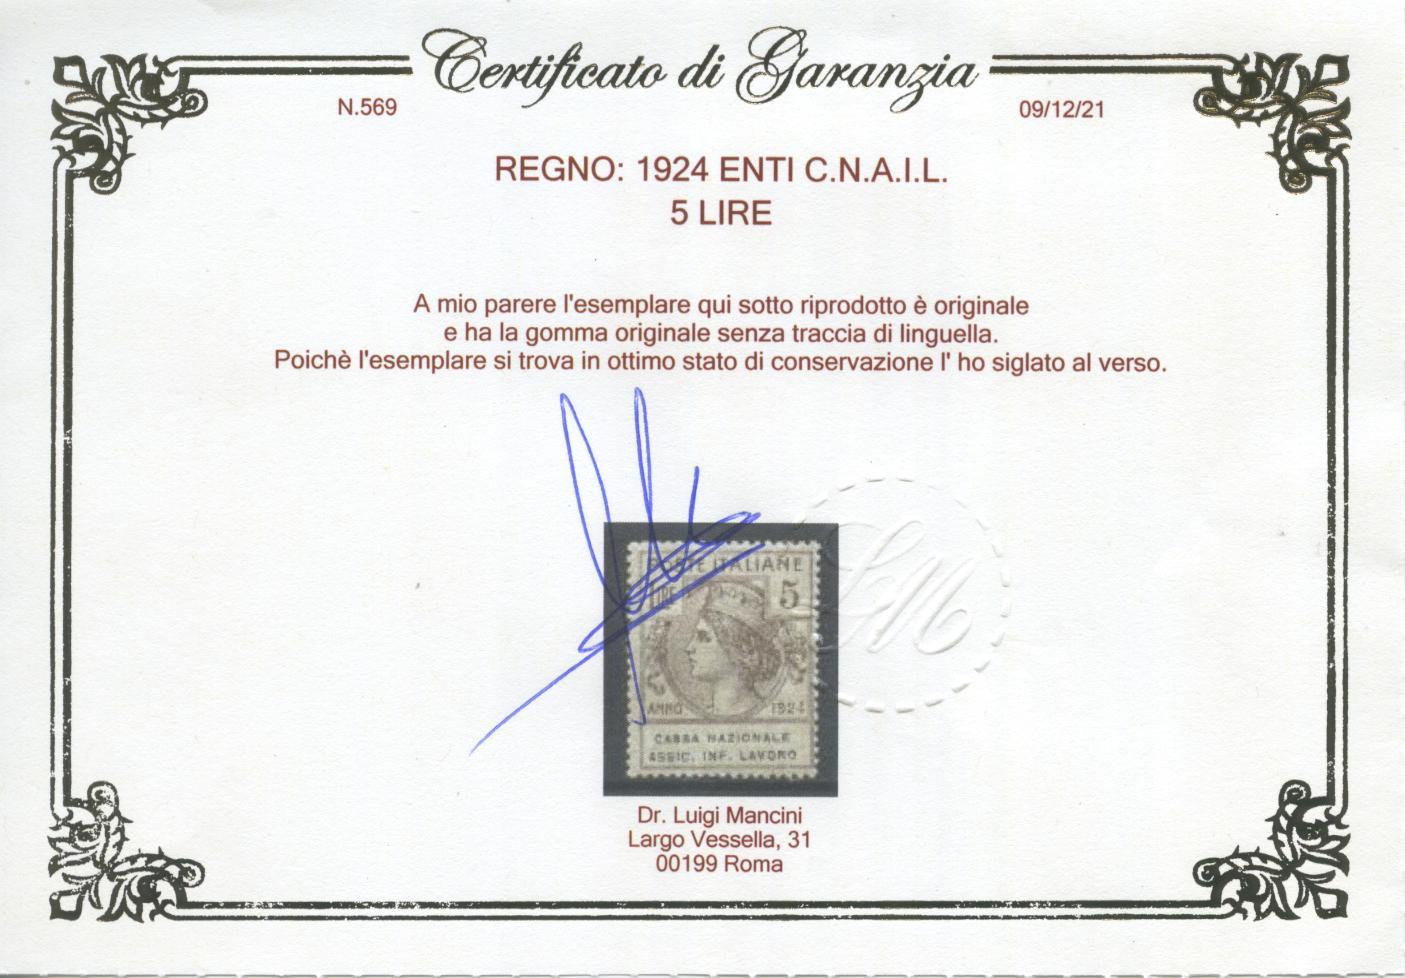 Certificato di Garanzia
N.569
09/12/21
REGNO: 1924 ENTI C.N.A.I.L.
5 LIRE
A mio parere l'esemplare qui sotto riprodotto è originale
e ha la gomma originale senza traccia di linguella.
Poichè l'esemplare si trova in ottimo stato di conservazione l' ho siglato al verso.
POSTE ITALIANE
LIRE 5
ANNO 1924
CASSA NAZIONALE
ASSIC. INF. LAVORO
LM
Dr. Luigi Mancini
Largo Vessella, 31
00199 Roma